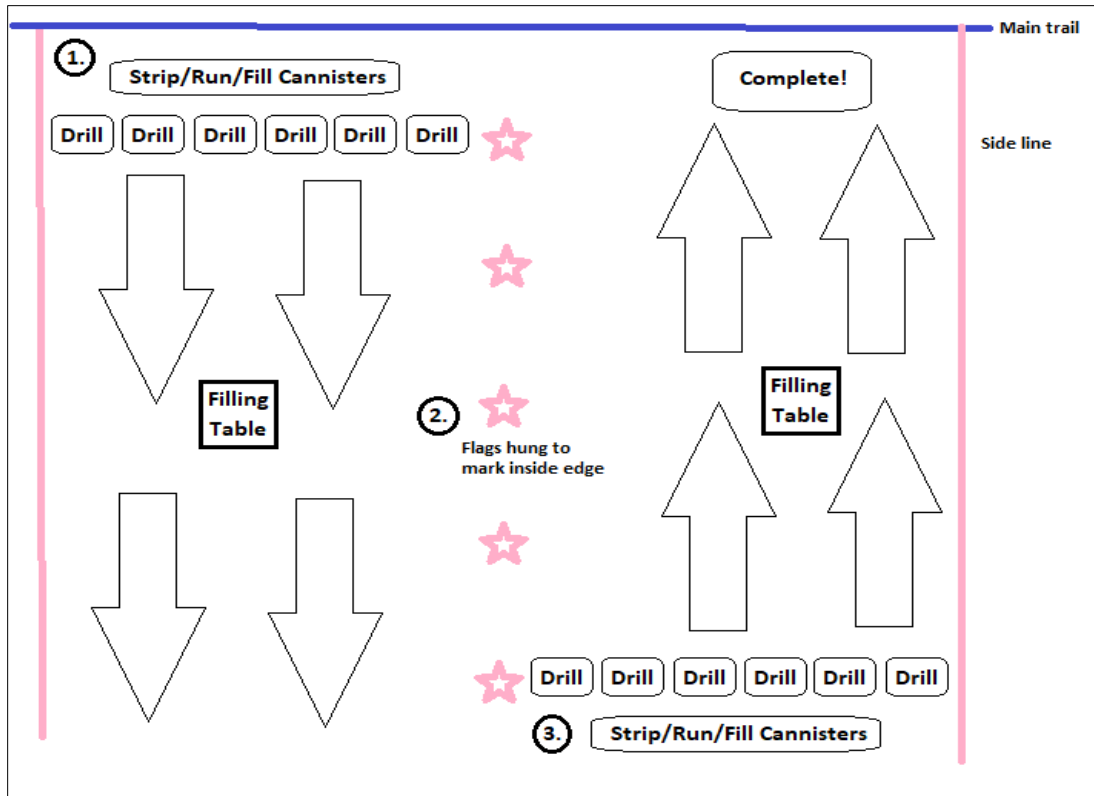 Main trail
1.
Strip/Run/Fill Cannisters
Complete!
Drill Drill Drill Drill Drill Drill
Side line
Filling
Table
Filling
Table
2.
Flags hung to
mark inside edge
Drill Drill Drill Drill Drill Drill
3.
Strip/Run/Fill Cannisters